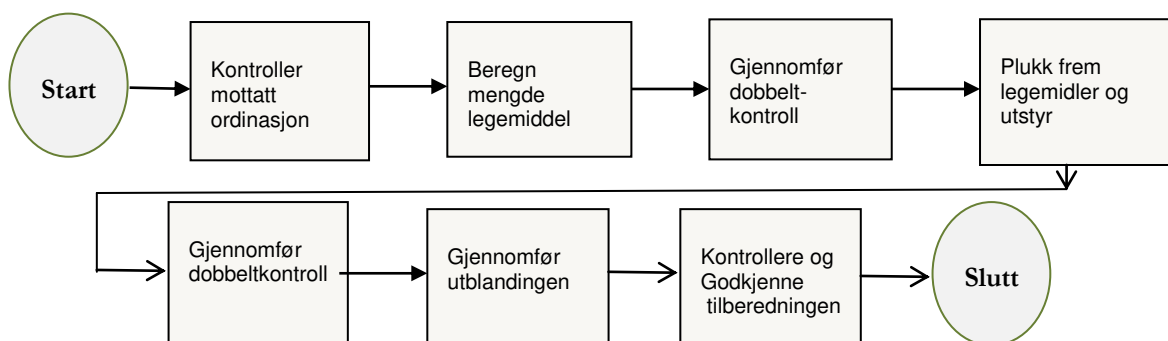 Start
Kontroller
mottatt
ordinasjon
Beregn
mengde
legemiddel
Gjennomfør
dobbelt-
kontroll
Plukk frem
legemidler og
utstyr
Gjennomfør
dobbeltkontroll
Gjennomfør
utblandingen
Kontrollere og
Godkjenne
tilberedningen
Slutt